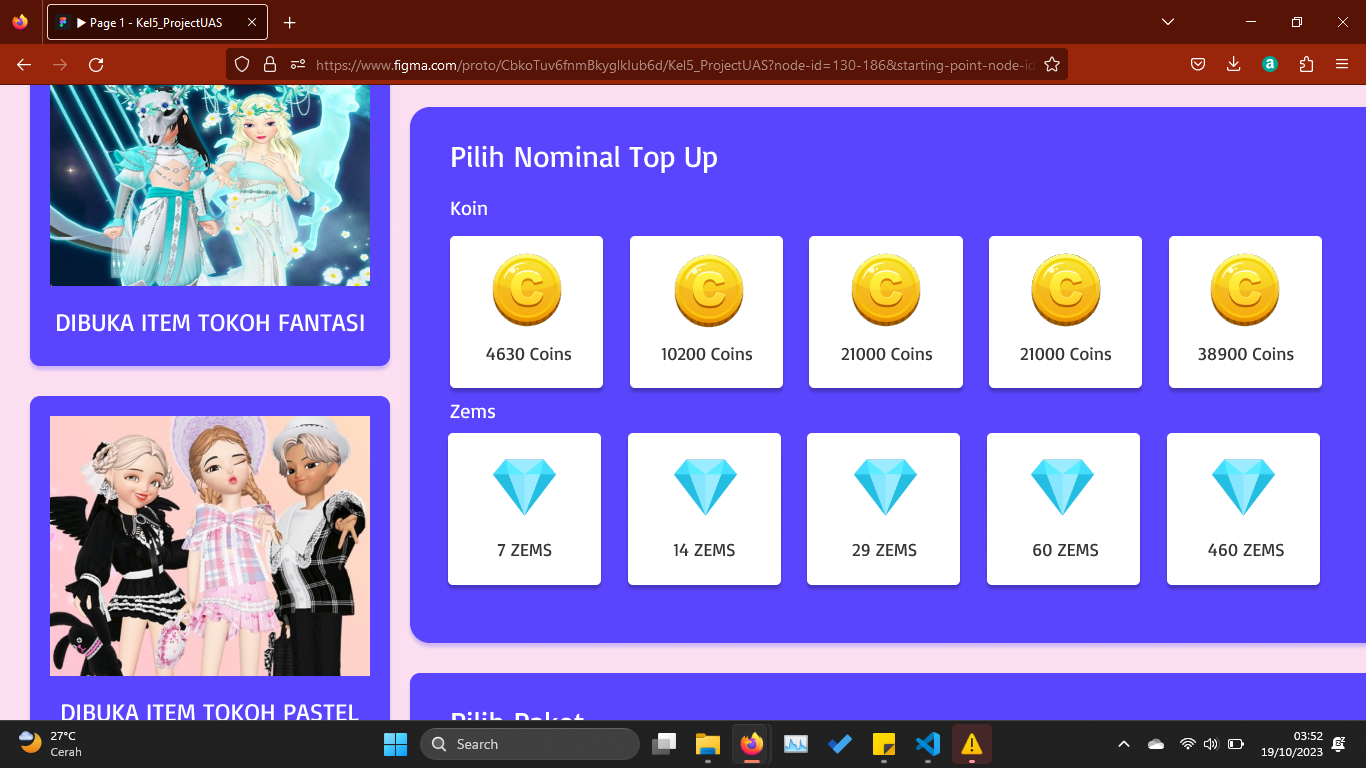 Page 1 - Kel5_ProjectUAS
https://www.figma.com/proto/CbkoTuv6fnmBkyglkIub6d/Kel5_ProjectUAS?node-id=130-186&starting-point-node-id
DIBUKA ITEM TOKOH FANTASI
DIBUKA ITEM TOKOH PASTEL
Pilih Nominal Top Up
Koin
4630 Coins
10200 Coins
21000 Coins
21000 Coins
38900 Coins
Zems
7 ZEMS
14 ZEMS
29 ZEMS
60 ZEMS
460 ZEMS
Pilih Paket
27°C
Cerah
Search
03:52
19/10/2023